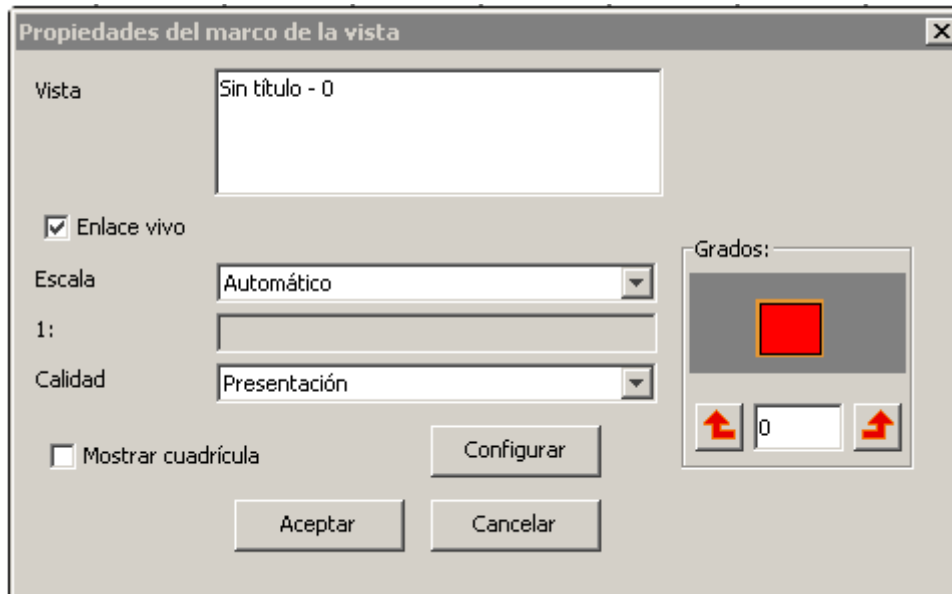 Propiedades del marco de la vista
Vista
Sin título - 0
Enlace vivo
Grados:
Escala
Automático
1:
Calidad
Presentación
0
Mostrar cuadrícula
Configurar
Aceptar
Cancelar